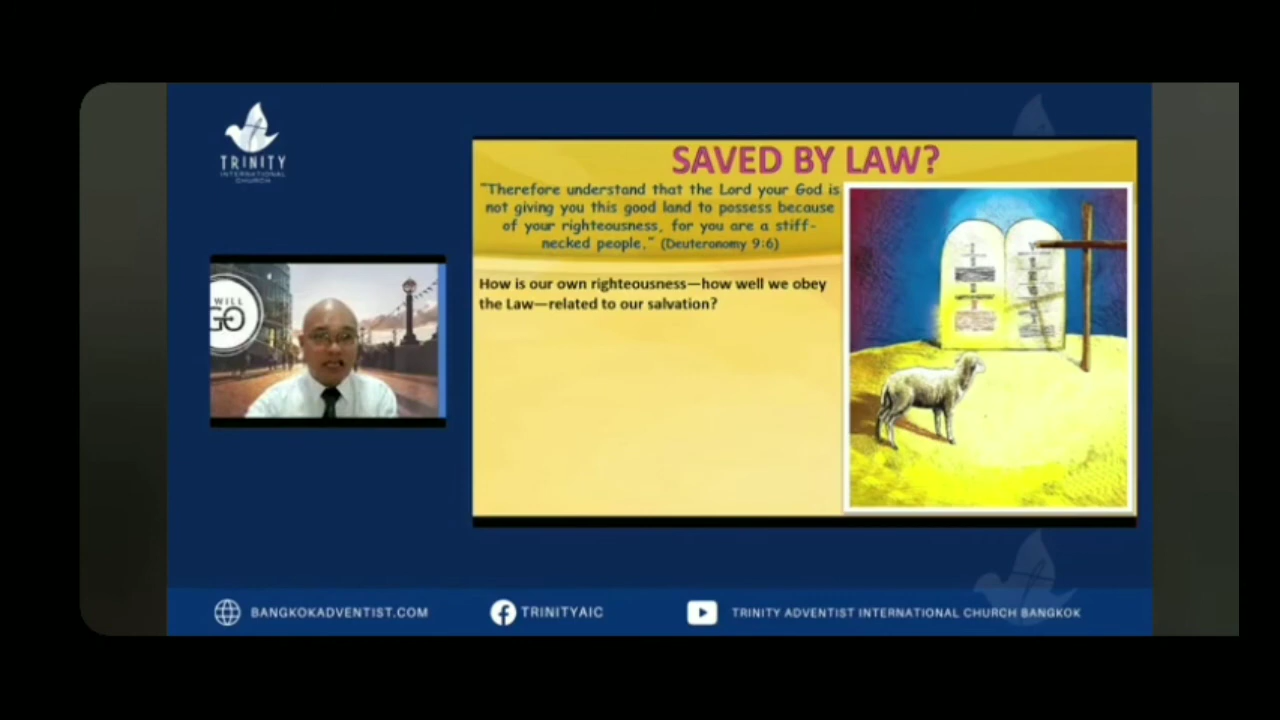 TRINITY
INTERNATIONAL
CHURCH
WILL
GO
SAVED BY LAW?
"Therefore understand that the Lord your God is
not giving you this good land to possess because
of your righteousness, for you are a stiff-
necked people." (Deuteronomy 9:6)
How is our own righteousness—how well we obey
the Law—related to our salvation?
BANGKOKADVENTIST.COM
TRINITYAIC
TRINITY ADVENTIST INTERNATIONAL CHURCH BANGKOK